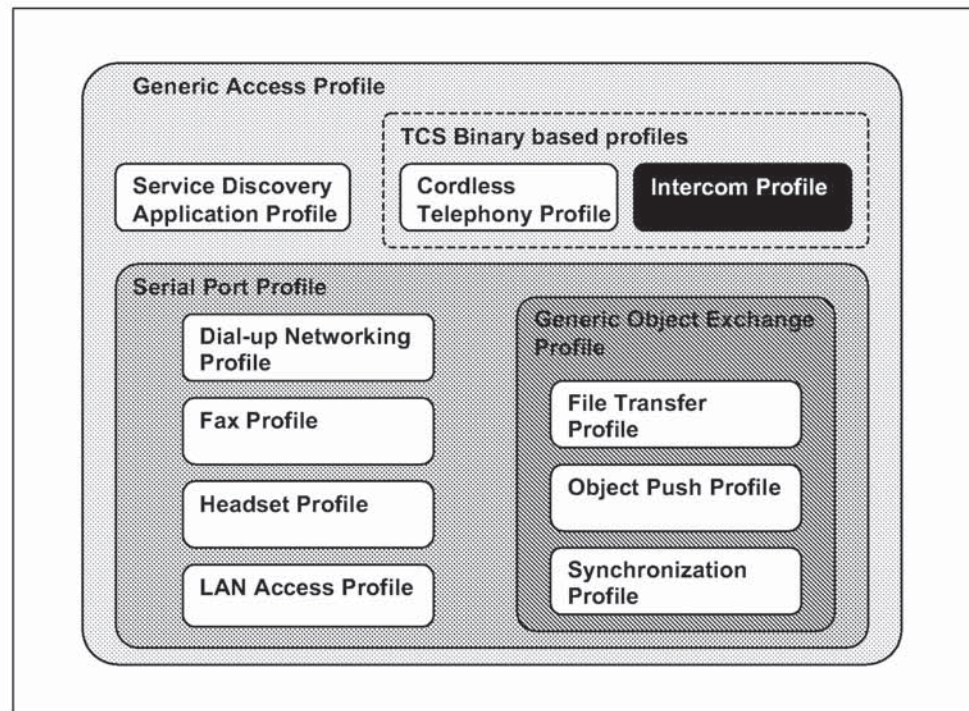 Generic Access Profile
TCS Binary based profiles
Service Discovery
Application Profile
Cordless
Telephony Profile
Intercom Profile
Serial Port Profile
Dial-up Networking
Profile
Fax Profile
Headset Profile
LAN Access Profile
Generic Object Exchange
Profile
File Transfer
Profile
Object Push Profile
Synchronization
Profile